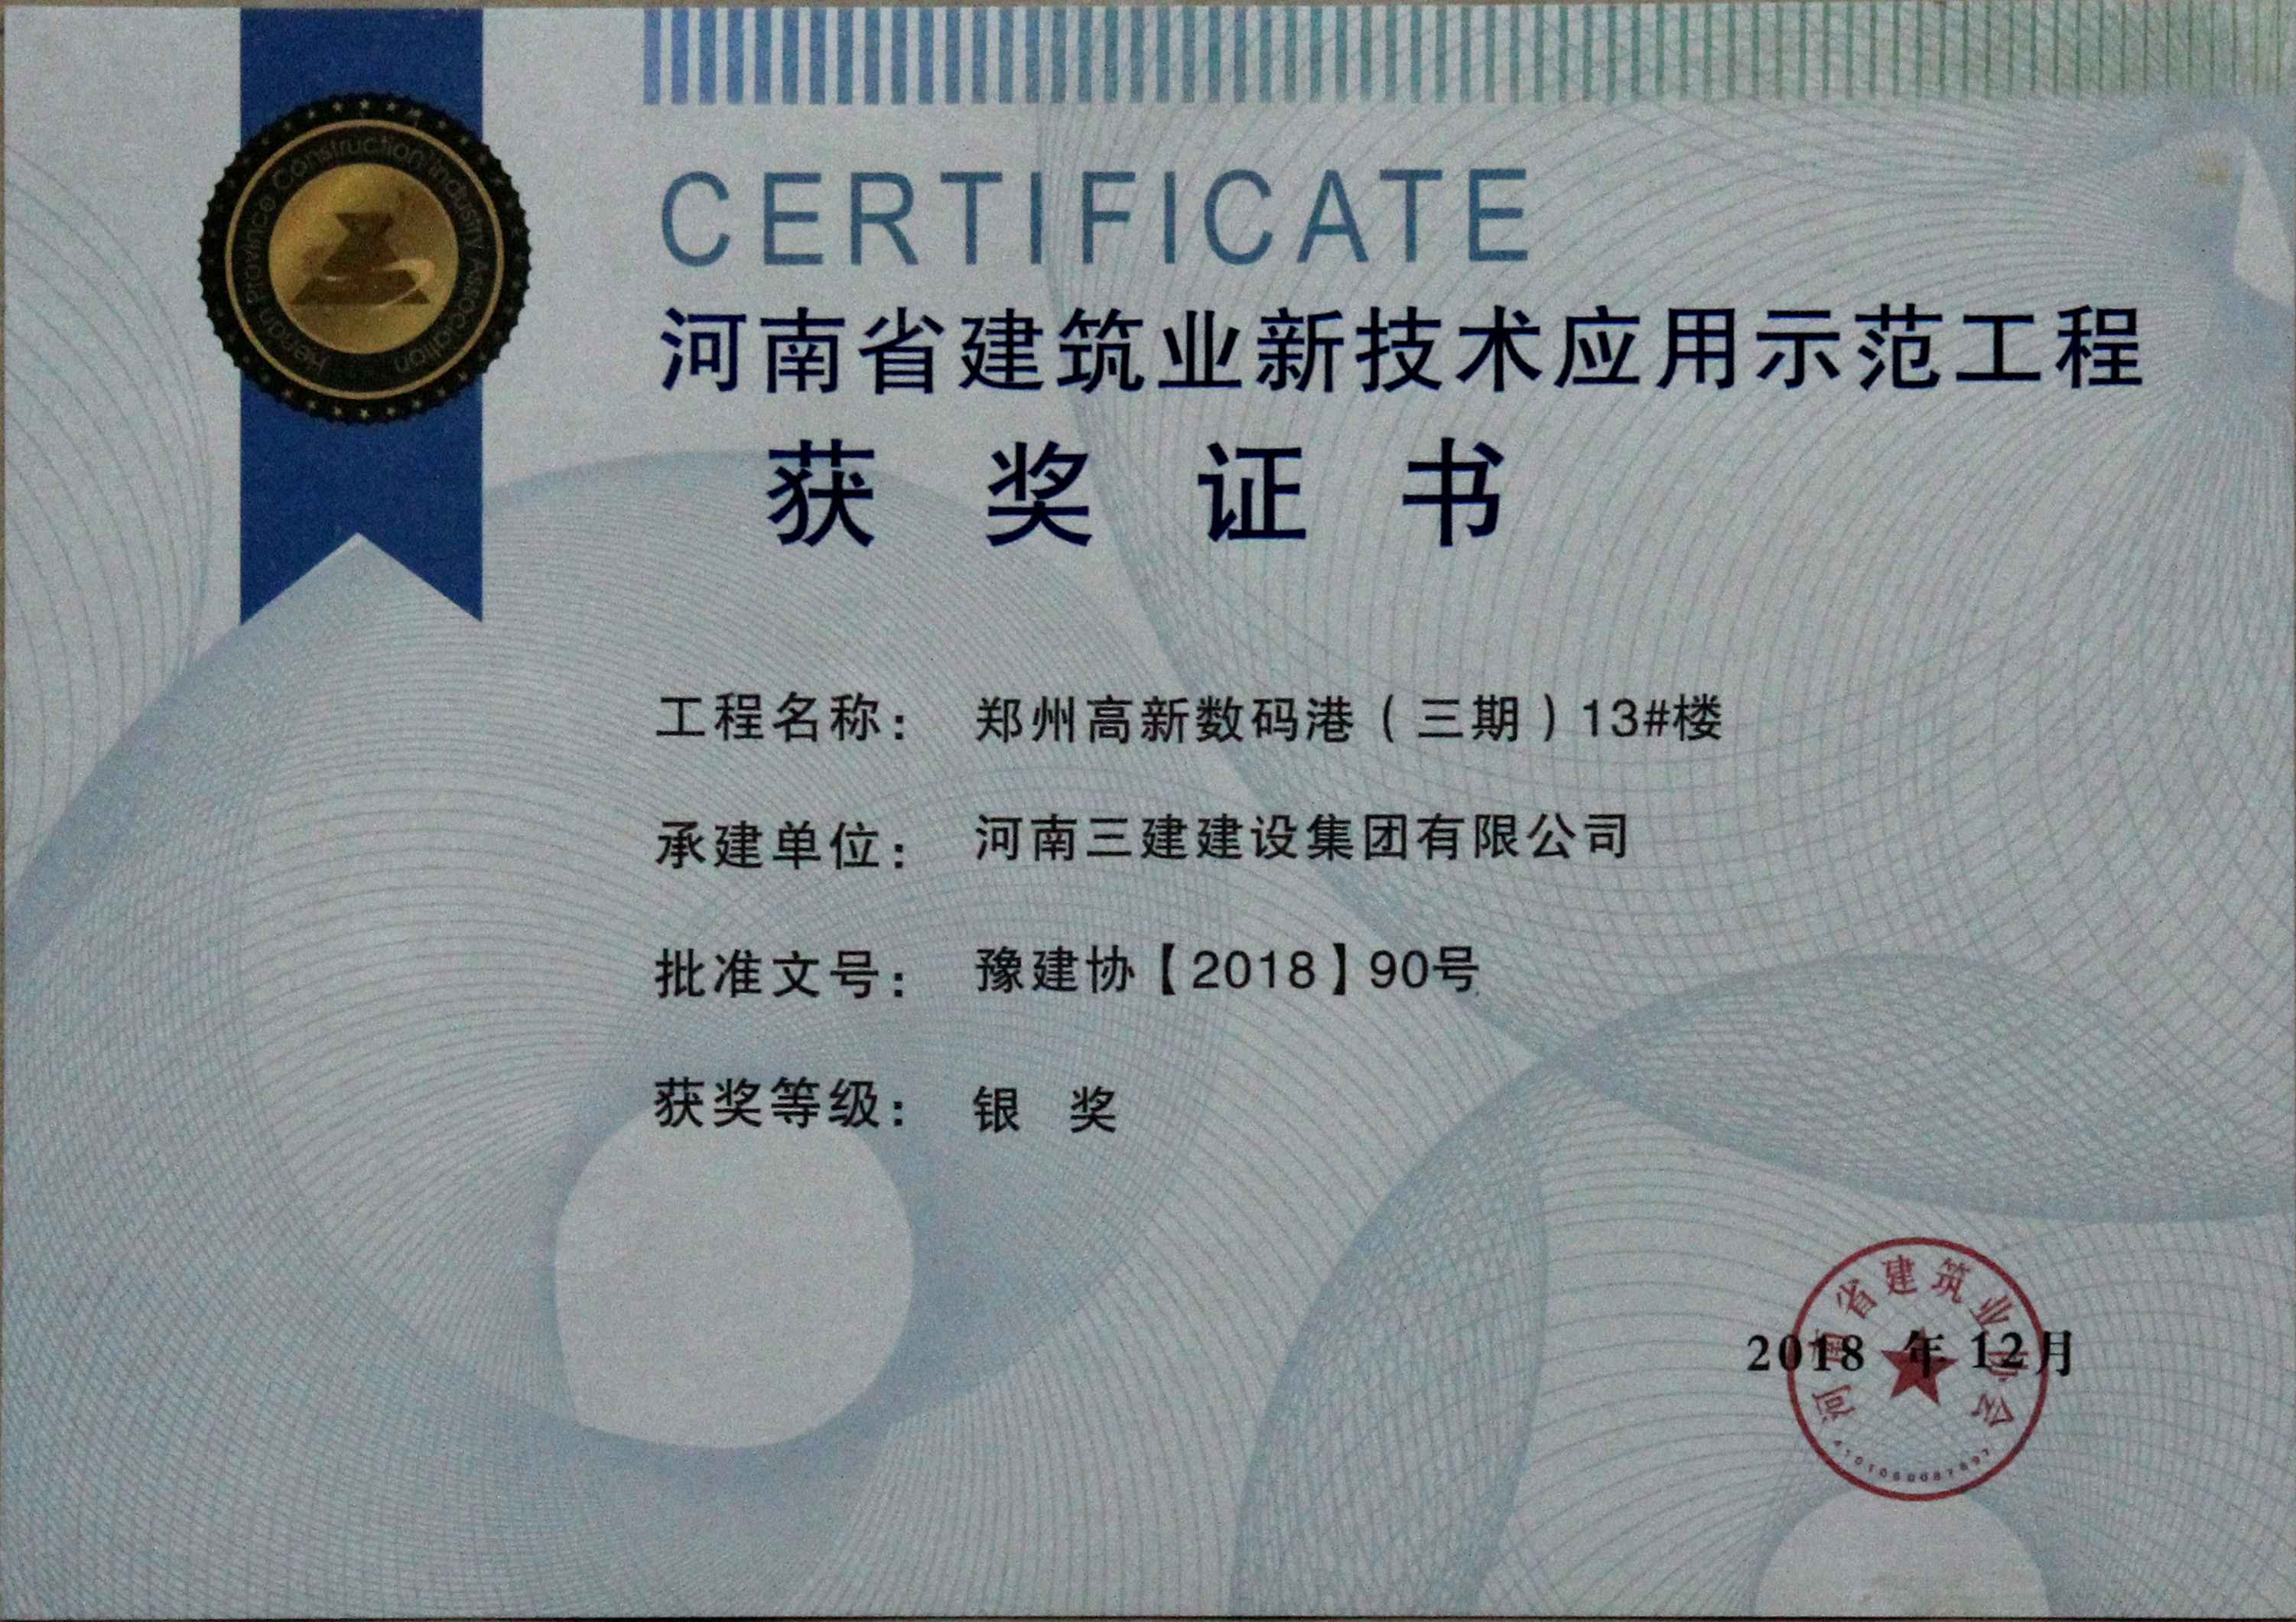 Henan Province Construction Industry Association
CERTIFICATE
河南省建筑业新技术应用示范工程
获奖证书
工程名称： 郑州高新数码港（三期）13#楼
承建单位： 河南三建建设集团有限公司
批准文号： 豫建协【2018】90号
获奖等级： 银 奖
河南省建筑业协会
2018 年 12月